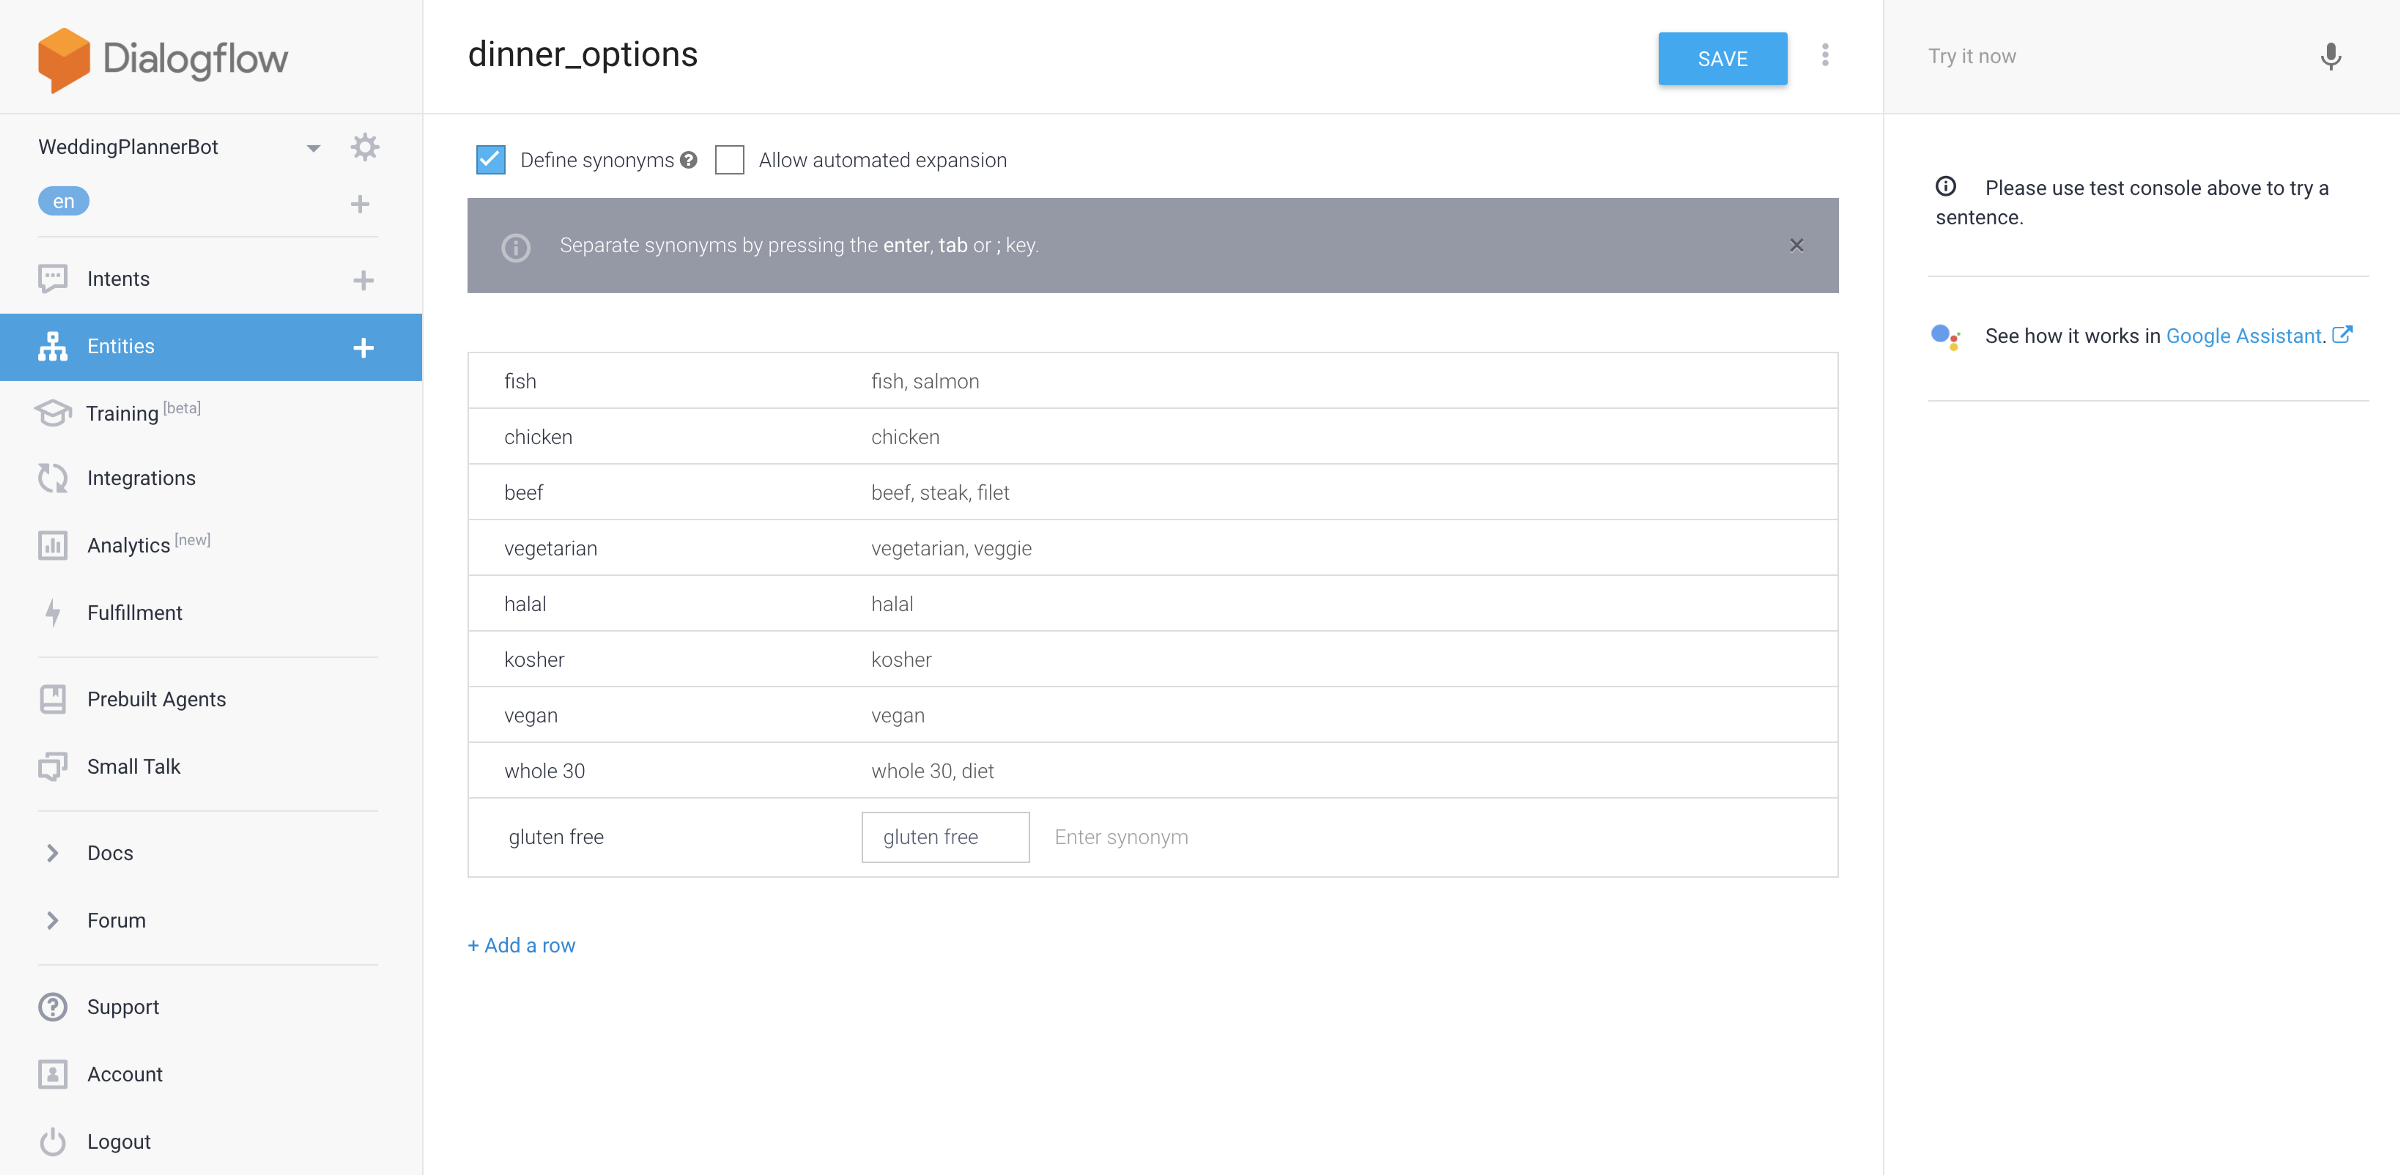 Dialogflow
WeddingPlannerBot
en
Intents
Entities
Training [beta]
Integrations
Analytics [new]
Fulfillment
Prebuilt Agents
Small Talk
Docs
Forum
Support
Account
Logout
dinner_options
SAVE
Define synonyms
Allow automated expansion
Separate synonyms by pressing the enter, tab or ; key.
fish fish, salmon
chicken chicken
beef beef, steak, filet
vegetarian vegetarian, veggie
halal halal
kosher kosher
vegan vegan
whole 30 whole 30, diet
gluten free gluten free Enter synonym
+ Add a row
Try it now
Please use test console above to try a
sentence.
See how it works in Google Assistant.